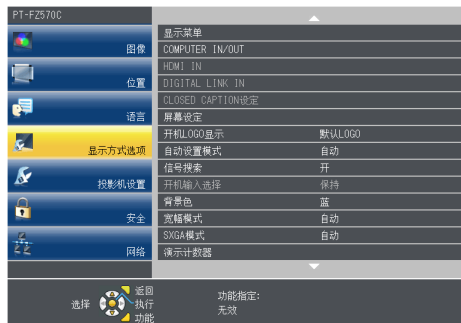 PT-FZ570C
图像
位置
语言
显示方式选项
投影机设置
安全
网络
显示菜单
COMPUTER IN/OUT
HDMI IN
DIGITAL LINK IN
CLOSED CAPTION设定
屏幕设定
开机LOGO显示 默认LOGO
自动设置模式 自动
信号搜索 开
开机输入选择 保持
背景色 蓝
宽幅模式 自动
SXGA模式 自动
演示计数器
选择
返回
执行
功能
功能指定:
无效